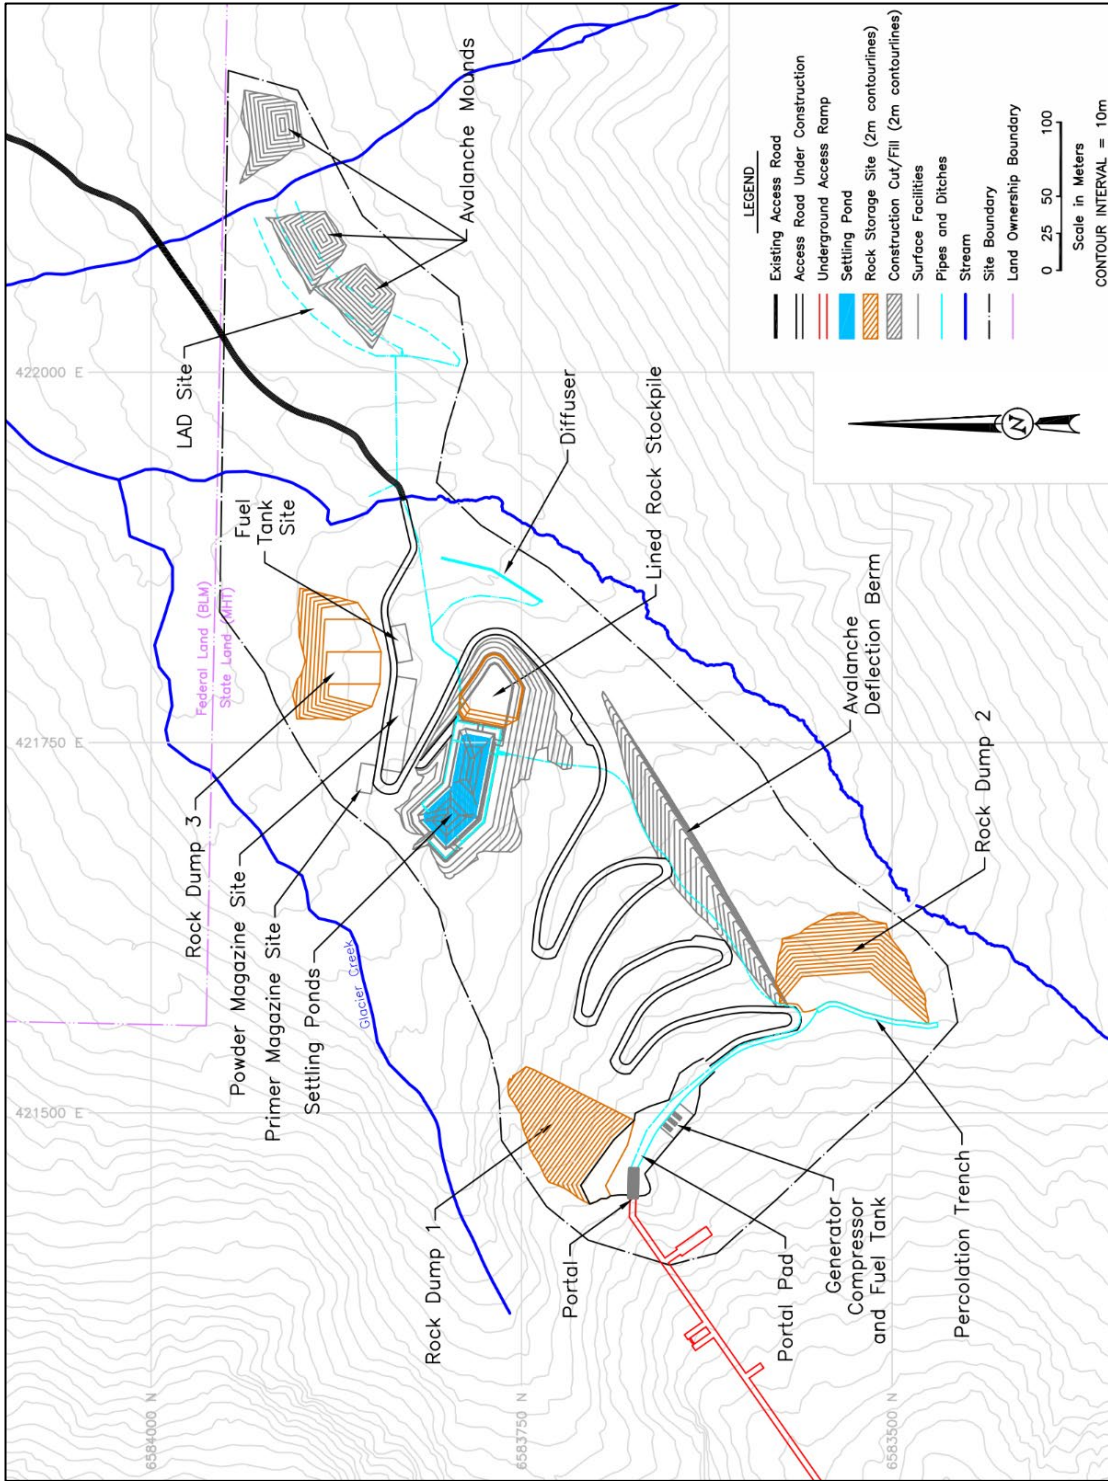 Avalanche Mounds
LAD Site
422000 E
Fuel
Tank
Site
Diffuser
Lined Rock Stockpile
Federal Land (BLM)
State Land (MHT)
421750 E
Rock Dump 3
Powder Magazine Site
Primer Magazine Site
Settling Ponds
Glacier Creek
Avalanche
Deflection Berm
Rock Dump 2
421500 E
Rock Dump 1
Portal
Portal Pad
Generator
Compressor
and Fuel Tank
Percolation Trench
6584000 N
6583750 N
6583500 N
LEGEND
Existing Access Road
Access Road Under Construction
Underground Access Ramp
Settling Pond
Rock Storage Site (2m contourlines)
Construction Cut/Fill (2m contourlines)
Surface Facilities
Pipes and Ditches
Stream
Site Boundary
Land Ownership Boundary
0 25 50 100
Scale in Meters
CONTOUR INTERVAL = 10m
N